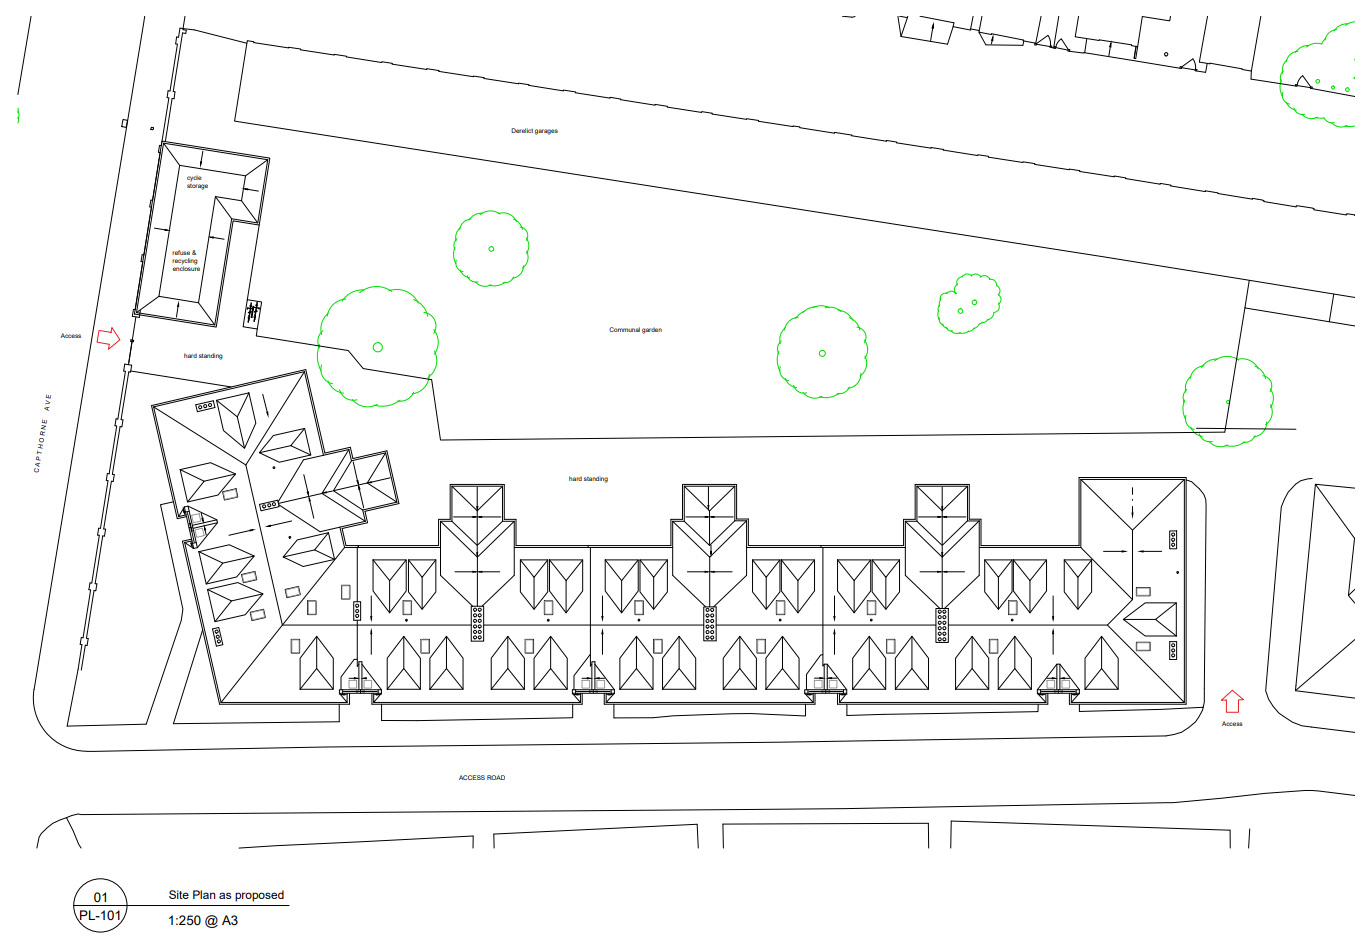 Derelict garages
cycle
storage
refuse &
recycling
enclosure
Communal garden
Access
hard standing
CAPTHORNE AVE
hard standing
Access
ACCESS ROAD
01
PL-101
Site Plan as proposed
1:250 @ A3